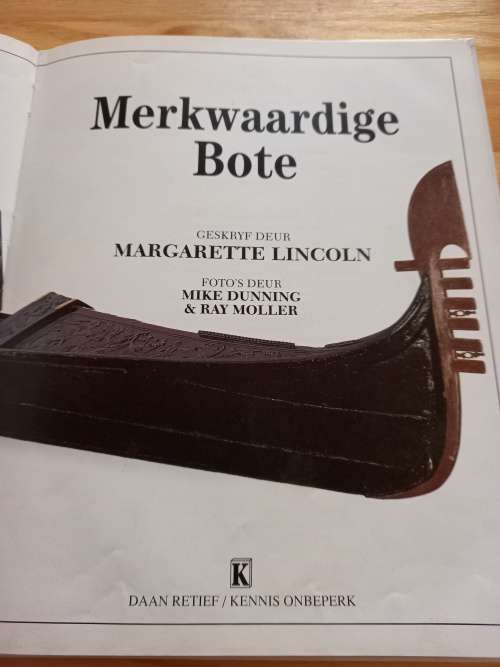 Merkwaardige
Bote
GESKRYF DEUR
MARGARETTE LINCOLN
FOTO'S DEUR
MIKE DUNNING
& RAY MOLLER
K
DAAN RETIEF / KENNIS ONBEPERK